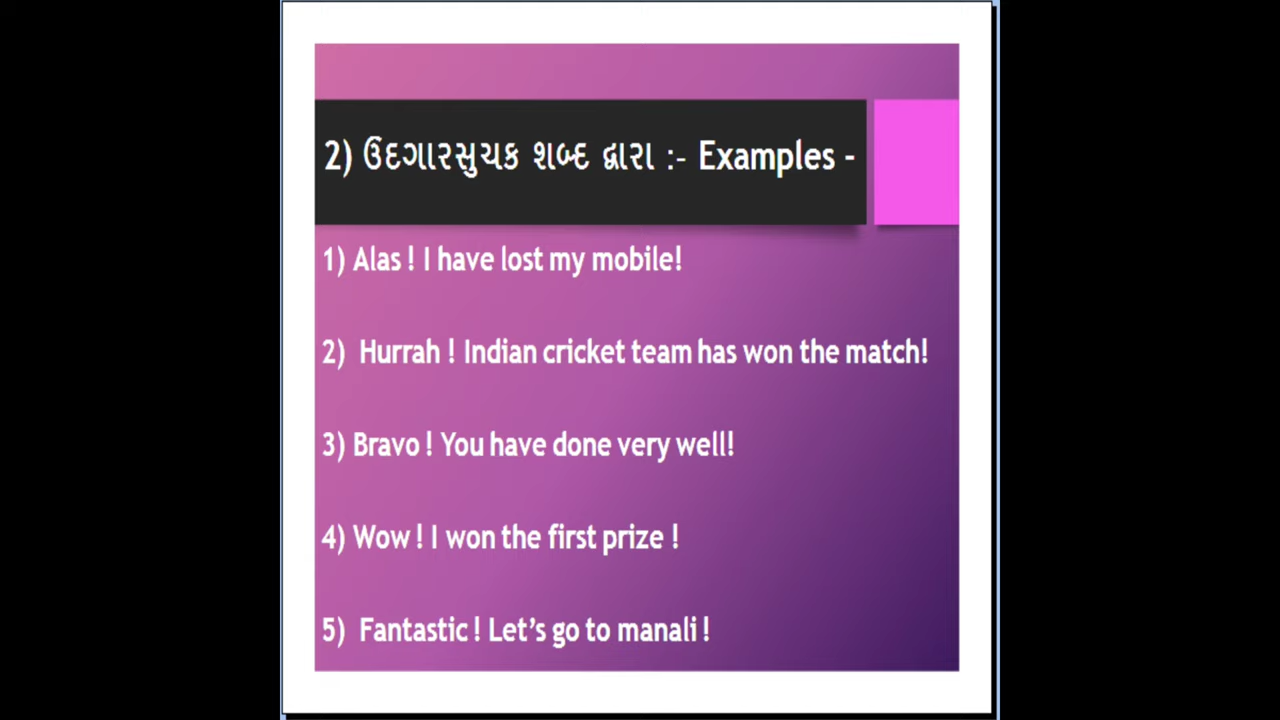 2) ઉદગારસુચક શબ્દ દ્વારા :- Examples -
1) Alas ! I have lost my mobile!
2) Hurrah ! Indian cricket team has won the match!
3) Bravo ! You have done very well!
4) Wow ! I won the first prize !
5) Fantastic ! Let’s go to manali !